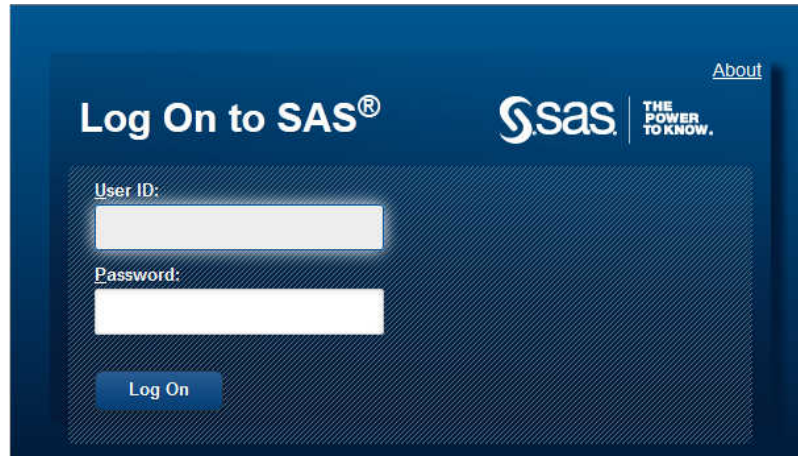 About
Log On to SAS®
sas. THE
POWER
TO KNOW.
User ID:
Password:
Log On